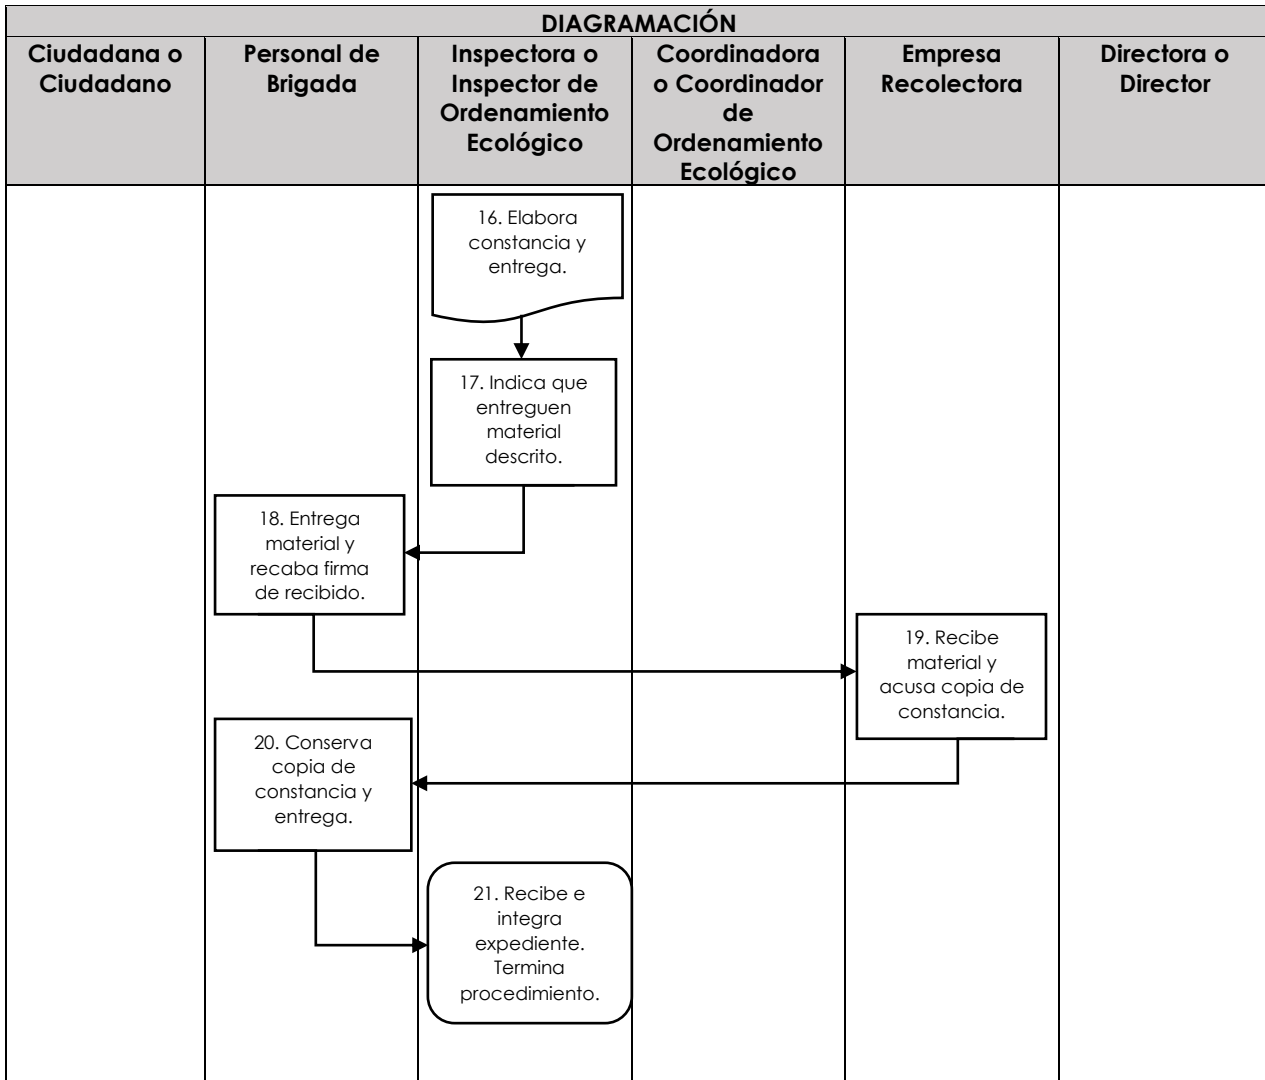 DIAGRAMACIÓN
Ciudadana o
Ciudadano
Personal de
Brigada
Inspectora o
Inspector de
Ordenamiento
Ecológico
Coordinadora
o Coordinador
de
Ordenamiento
Ecológico
Empresa
Recolectora
Directora o
Director
16. Elabora
constancia y
entrega.
17. Indica que
entreguen
material
descrito.
18. Entrega
material y
recaba firma
de recibido.
19. Recibe
material y
acusa copia de
constancia.
20. Conserva
copia de
constancia y
entrega.
21. Recibe e
integra
expediente.
Termina
procedimiento.